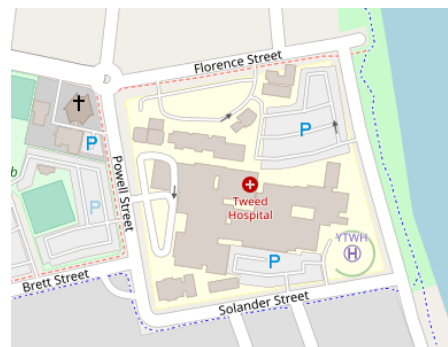 Florence Street
P
P
Powell Street
P
Tweed
Hospital
YTWH
H
P
Brett Street
Solander Street
b